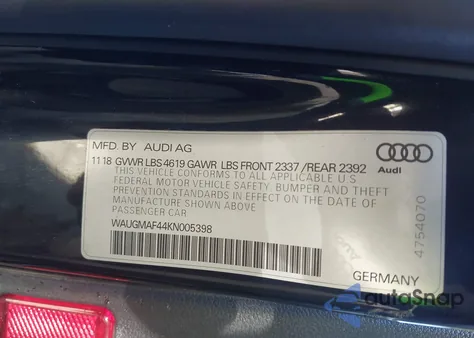 MFD. BY AUDI AG
11 18 GVWR LBS 4619 GAWR LBS FRONT 2337 / REAR 2392
THIS VEHICLE CONFORMS TO ALL APPLICABLE U S
FEDERAL MOTOR VEHICLE SAFETY, BUMPER AND THEFT
PREVENTION STANDARDS IN EFFECT ON THE DATE OF
MANUFACTURE SHOWN ABOVE
PASSENGER CAR
WAUGMAF44KN005398
Audi
4754070
GERMANY
autoSnap